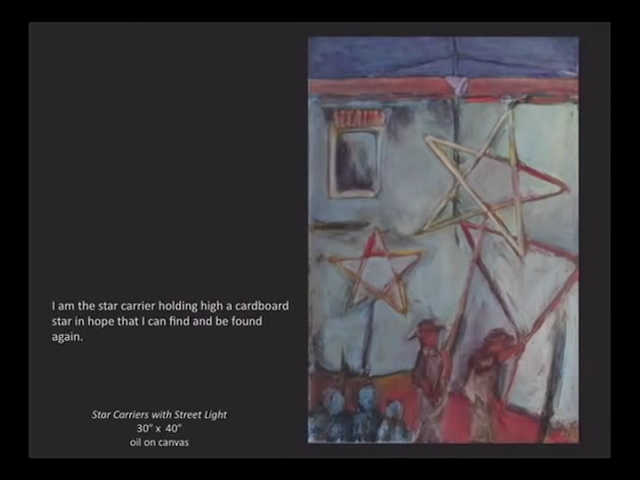 I am the star carrier holding high a cardboard
star in hope that I can find and be found
again.
Star Carriers with Street Light
30" x 40"
oil on canvas